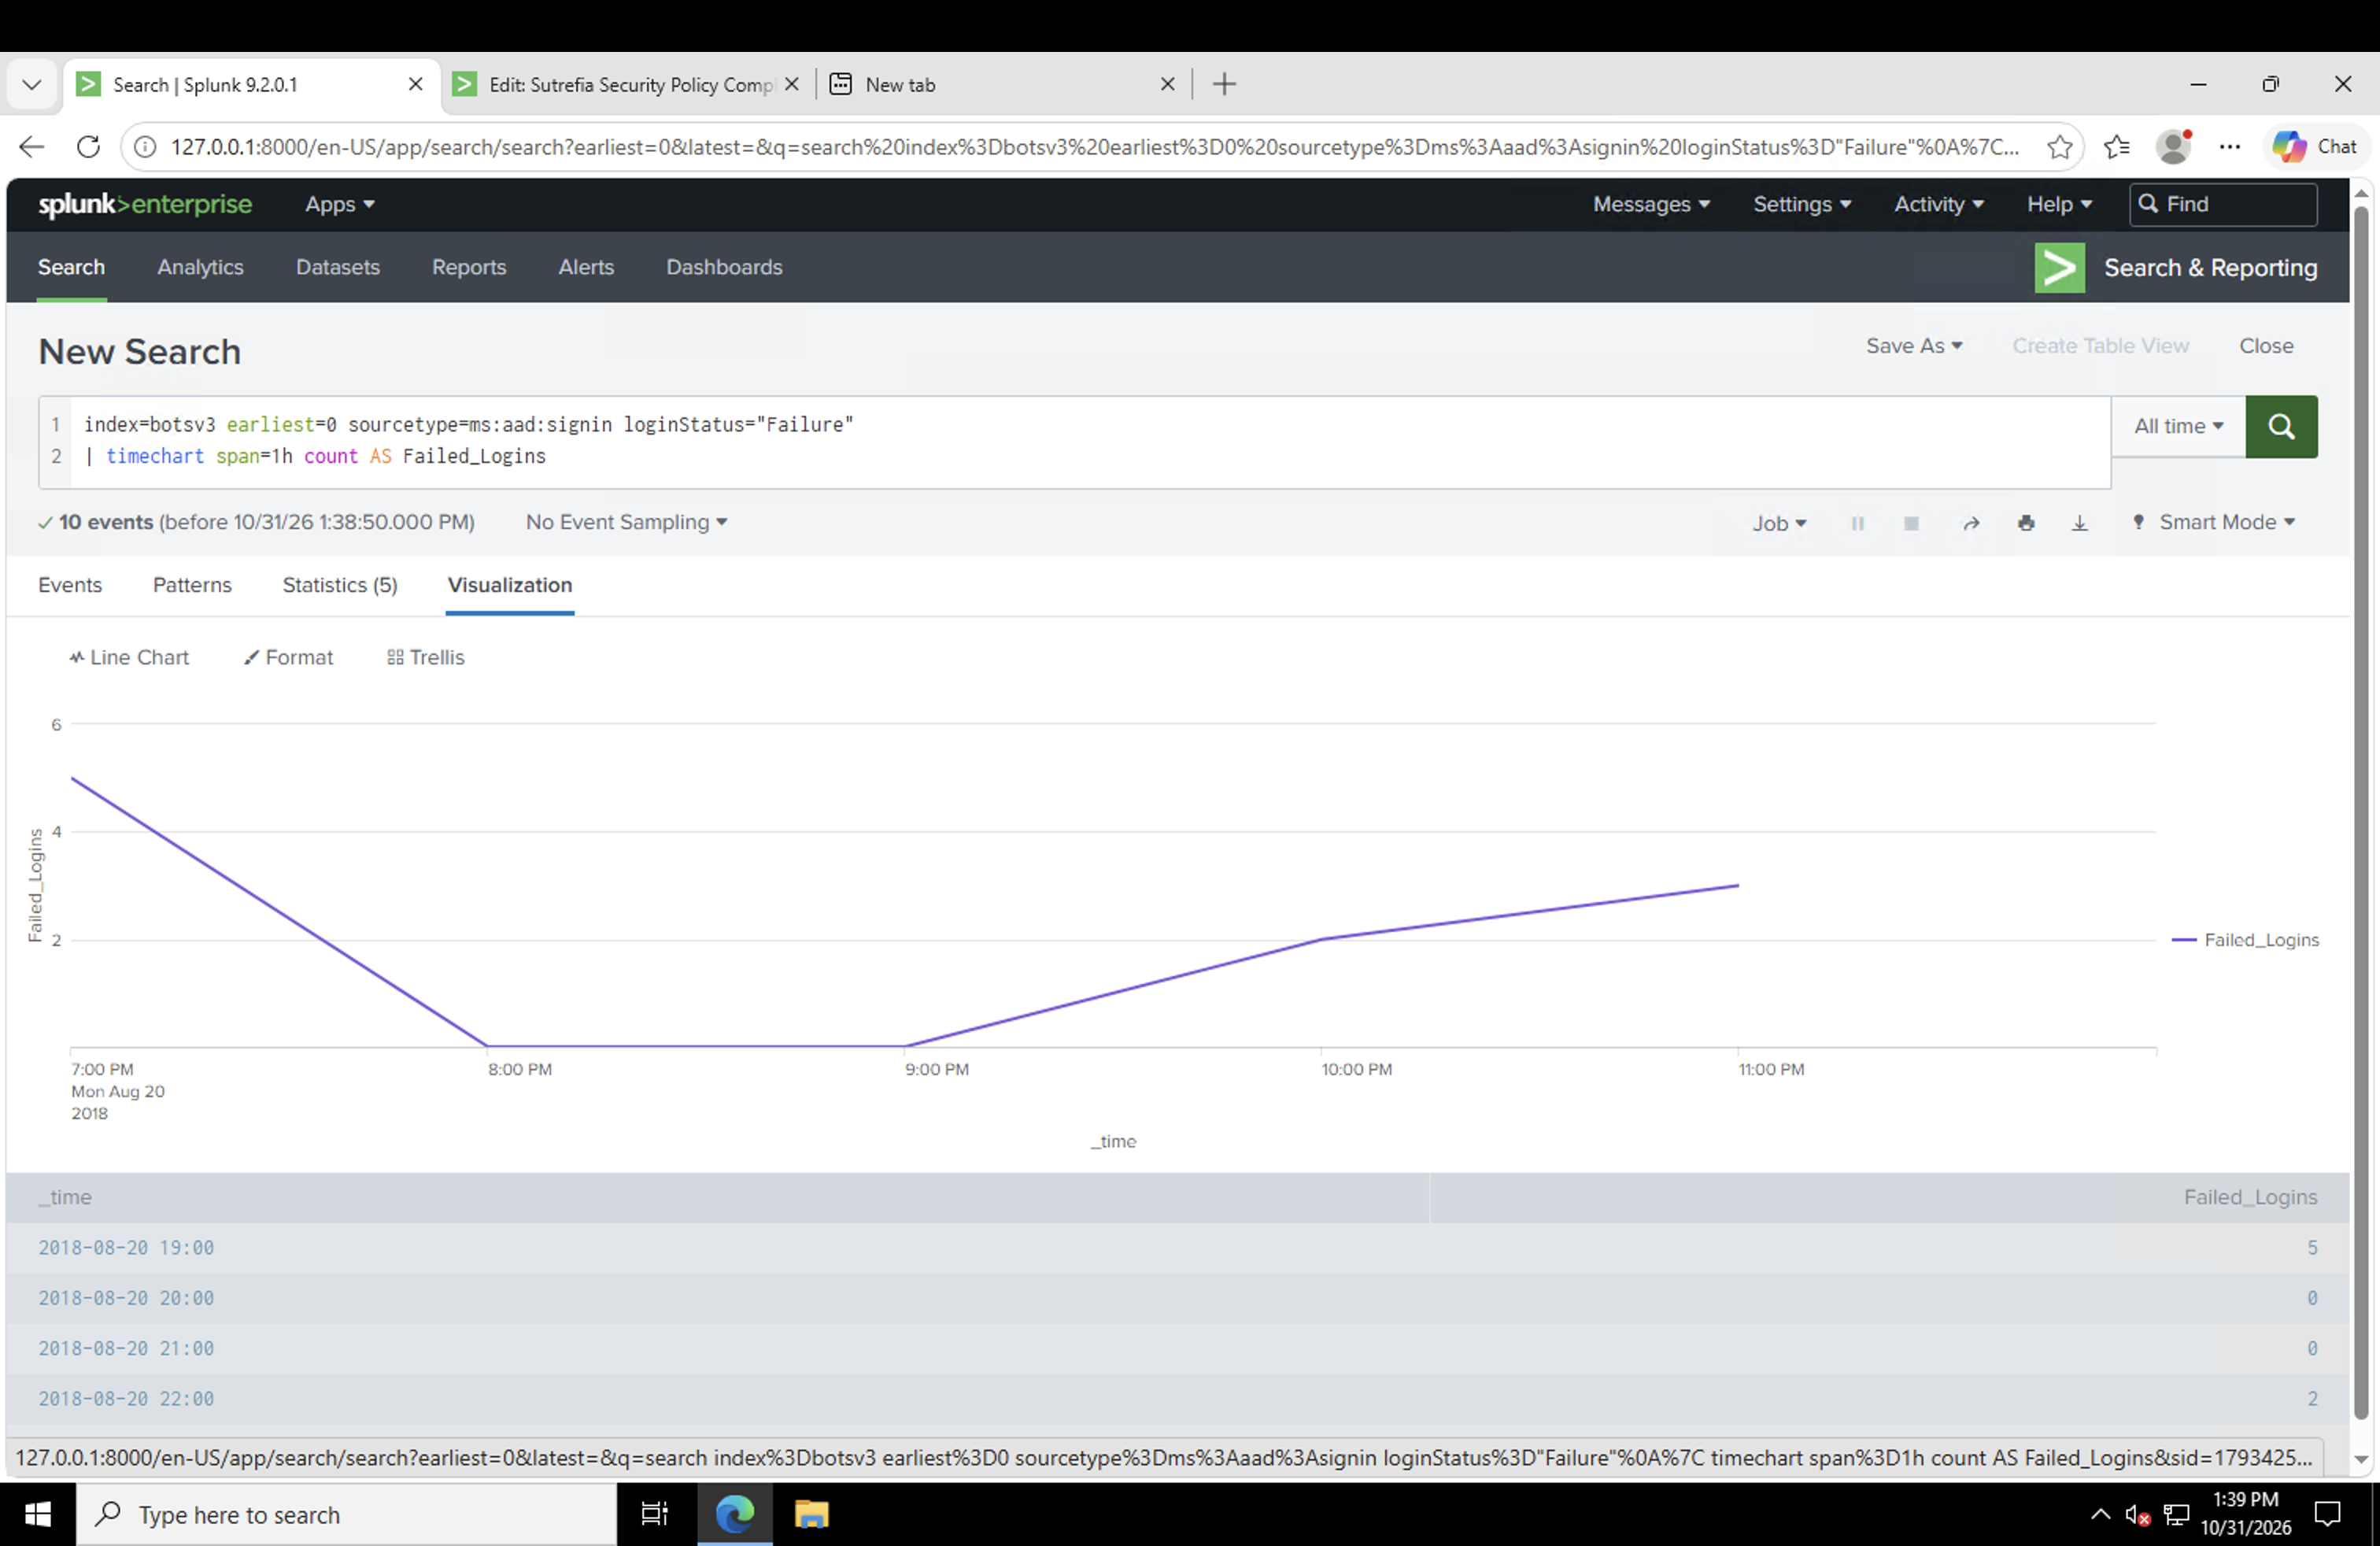 Search | Splunk 9.2.0.1
Edit: Sutrefia Security Policy Comp
New tab
127.0.0.1:8000/en-US/app/search/search?earliest=0&latest=&q=search%20index%3Dbotsv3%20earliest%3D0%20sourcetype%3Dms%3Aaad%3Asignin%20loginStatus%3D"Failure"%0A%7C...
Chat
splunk>enterprise Apps Messages Settings Activity Help Find
Search Analytics Datasets Reports Alerts Dashboards Search & Reporting
New Search Save As Create Table View Close
1 index=botsv3 earliest=0 sourcetype=ms:aad:signin loginStatus="Failure"
2 | timechart span=1h count AS Failed_Logins
All time
10 events (before 10/31/26 1:38:50.000 PM) No Event Sampling Job Smart Mode
Events Patterns Statistics (5) Visualization
Line Chart Format Trellis
6
4
2
Failed_Logins
Failed_Logins
7:00 PM 8:00 PM 9:00 PM 10:00 PM 11:00 PM
Mon Aug 20
2018
_time
_time Failed_Logins
2018-08-20 19:00 5
2018-08-20 20:00 0
2018-08-20 21:00 0
2018-08-20 22:00 2
127.0.0.1:8000/en-US/app/search/search?earliest=0&latest=&q=search index%3Dbotsv3 earliest%3D0 sourcetype%3Dms%3Aaad%3Asignin loginStatus%3D"Failure"%0A%7C timechart span%3D1h count AS Failed_Logins&sid=1793425...
Type here to search
1:39 PM
10/31/2026